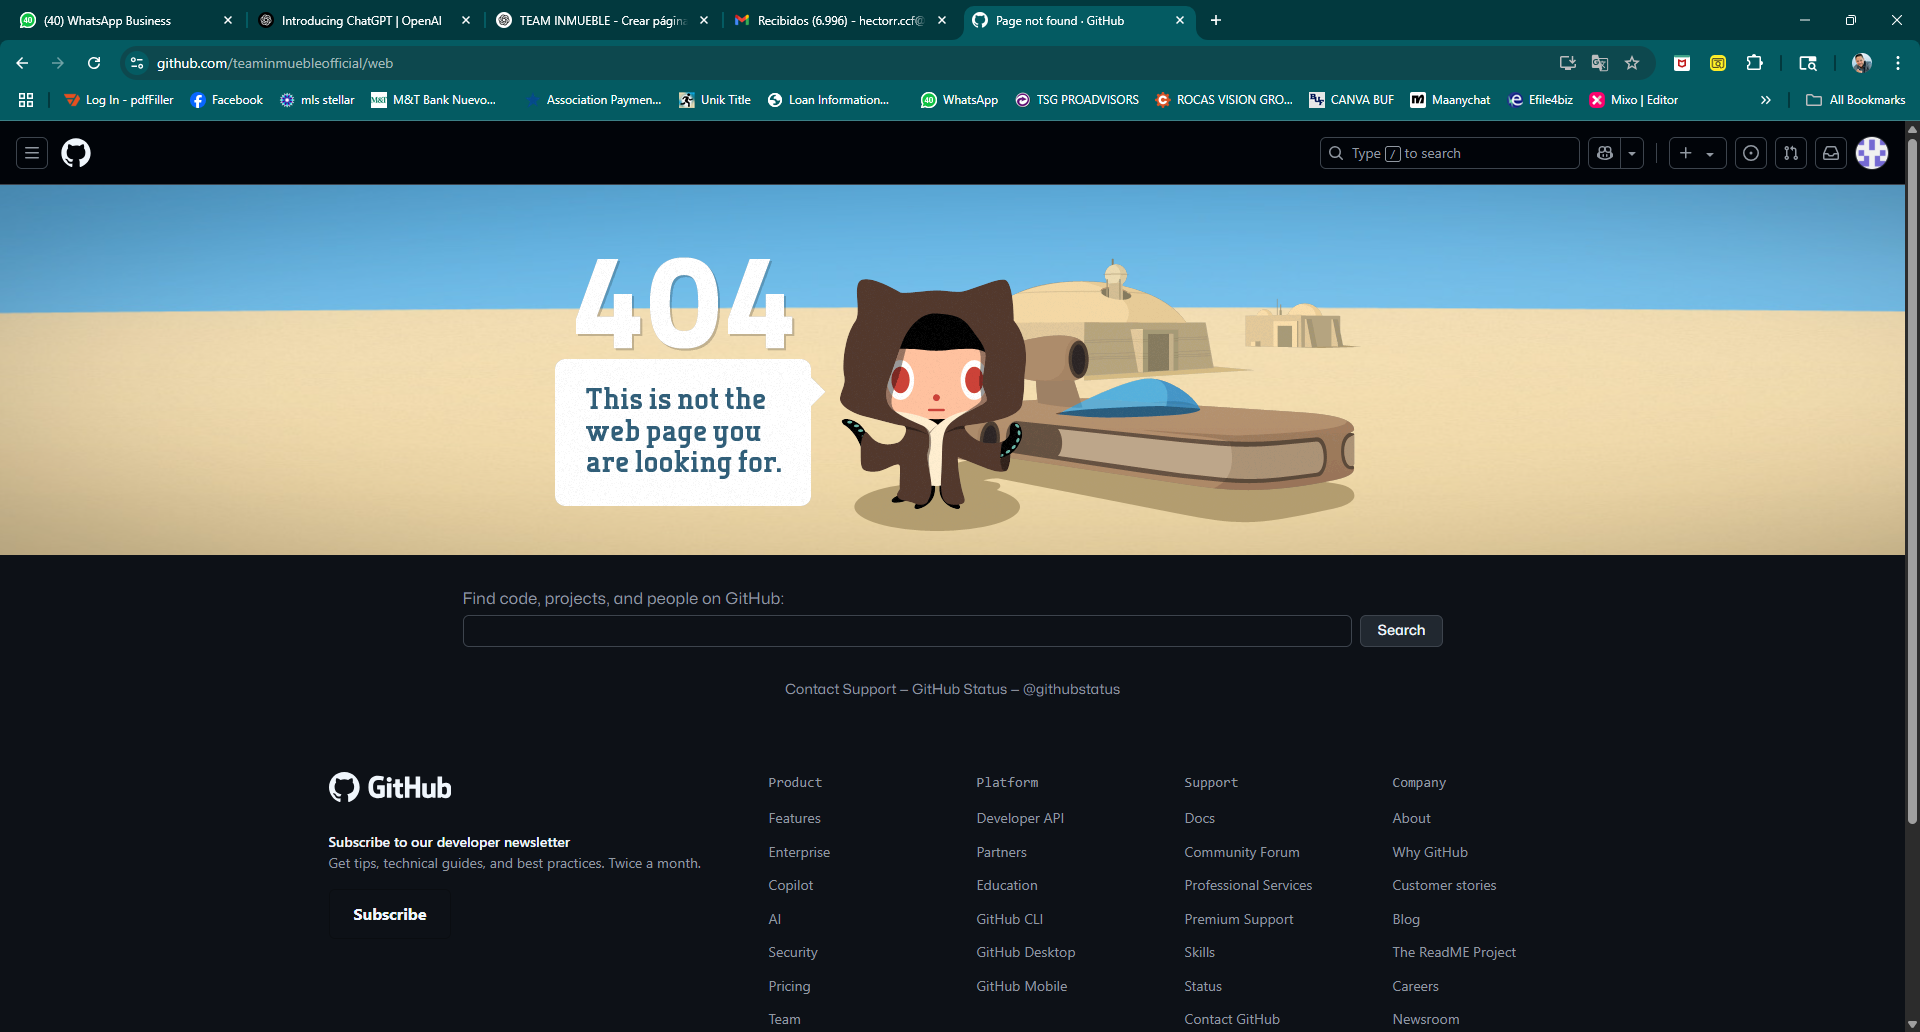 (40) WhatsApp Business
Introducing ChatGPT | OpenAI
TEAM INMUEBLE - Crear página
Recibidos (6.996) - hectorr.ccf@
Page not found · GitHub
github.com/teaminmuebleofficial/web
Log In - pdfFiller
Facebook
mls stellar
M&T Bank Nuevo...
Association Paymen...
Unik Title
Loan Information...
WhatsApp
TSG PROADVISORS
ROCAS VISION GRO...
CANVA BUF
Maanychat
Efile4biz
Mixo | Editor
All Bookmarks
Type / to search
404
This is not the
web page you
are looking for.
Find code, projects, and people on GitHub:
Search
Contact Support — GitHub Status — @githubstatus
GitHub
Subscribe to our developer newsletter
Get tips, technical guides, and best practices. Twice a month.
Subscribe
Product
Features
Enterprise
Copilot
AI
Security
Pricing
Team
Platform
Developer API
Partners
Education
GitHub CLI
GitHub Desktop
GitHub Mobile
Support
Docs
Community Forum
Professional Services
Premium Support
Skills
Status
Contact GitHub
Company
About
Why GitHub
Customer stories
Blog
The ReadME Project
Careers
Newsroom